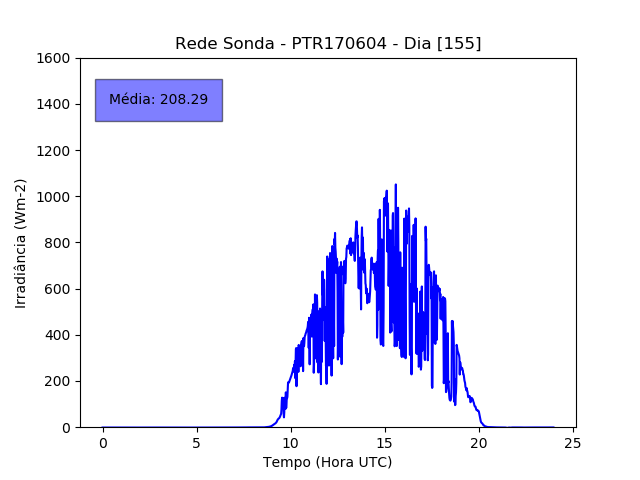 Rede Sonda - PTR170604 - Dia [155]
1600
1400
1200
1000
800
600
400
200
0
Média: 208.29
Irradiância (Wm-2)
0 5 10 15 20 25
Tempo (Hora UTC)